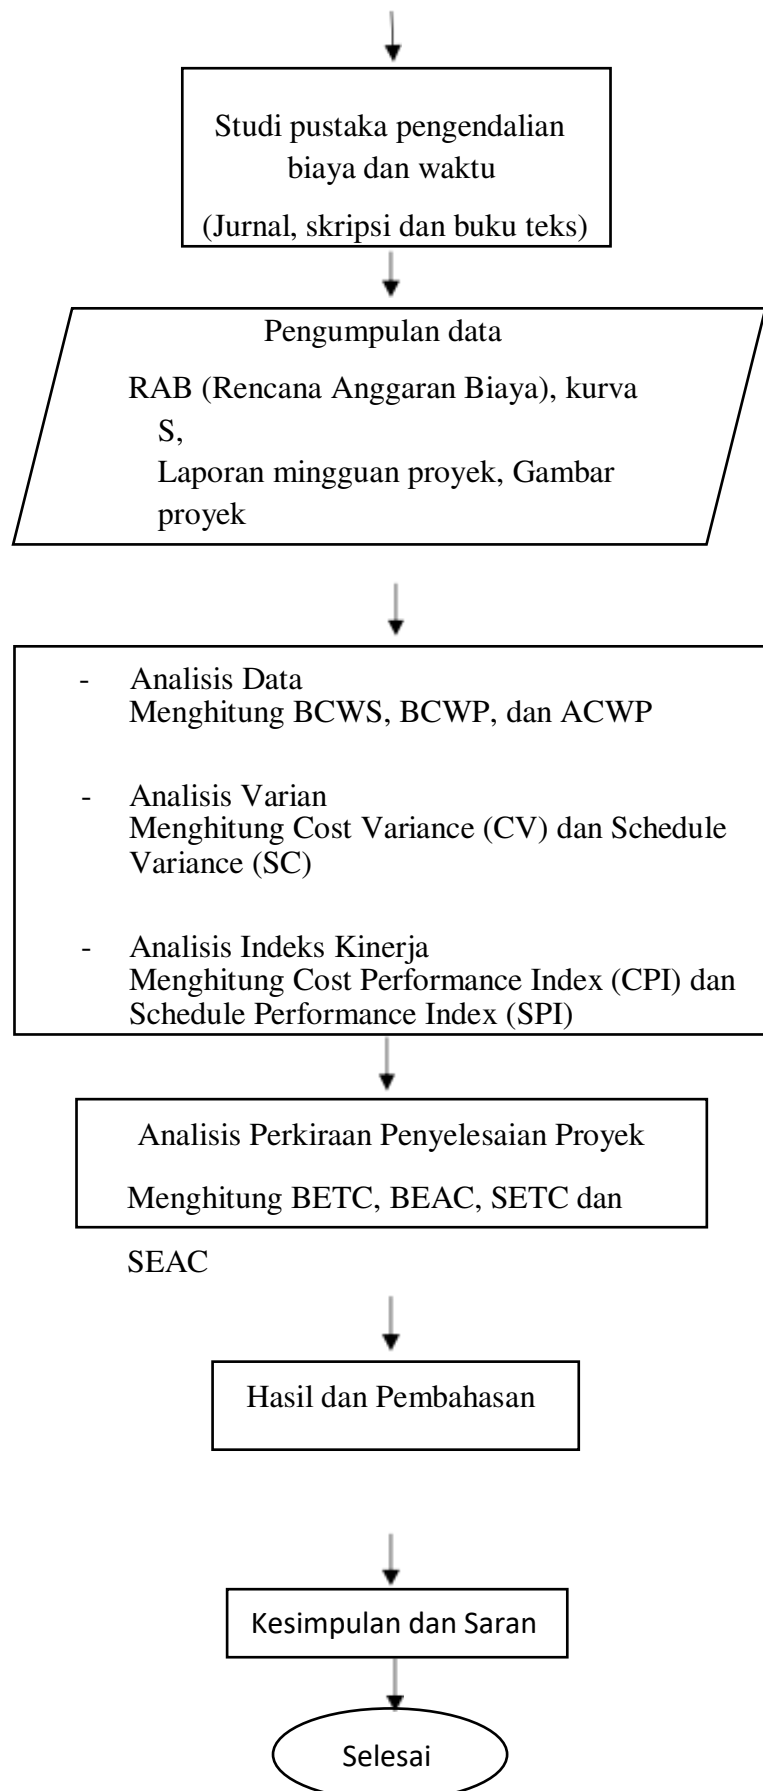 Studi pustaka pengendalian
biaya dan waktu
(Jurnal, skripsi dan buku teks)
Pengumpulan data
RAB (Rencana Anggaran Biaya), kurva
S,
Laporan mingguan proyek, Gambar
proyek
- Analisis Data
Menghitung BCWS, BCWP, dan ACWP
- Analisis Varian
Menghitung Cost Variance (CV) dan Schedule
Variance (SC)
- Analisis Indeks Kinerja
Menghitung Cost Performance Index (CPI) dan
Schedule Performance Index (SPI)
Analisis Perkiraan Penyelesaian Proyek
Menghitung BETC, BEAC, SETC dan
SEAC
Hasil dan Pembahasan
Kesimpulan dan Saran
Selesai